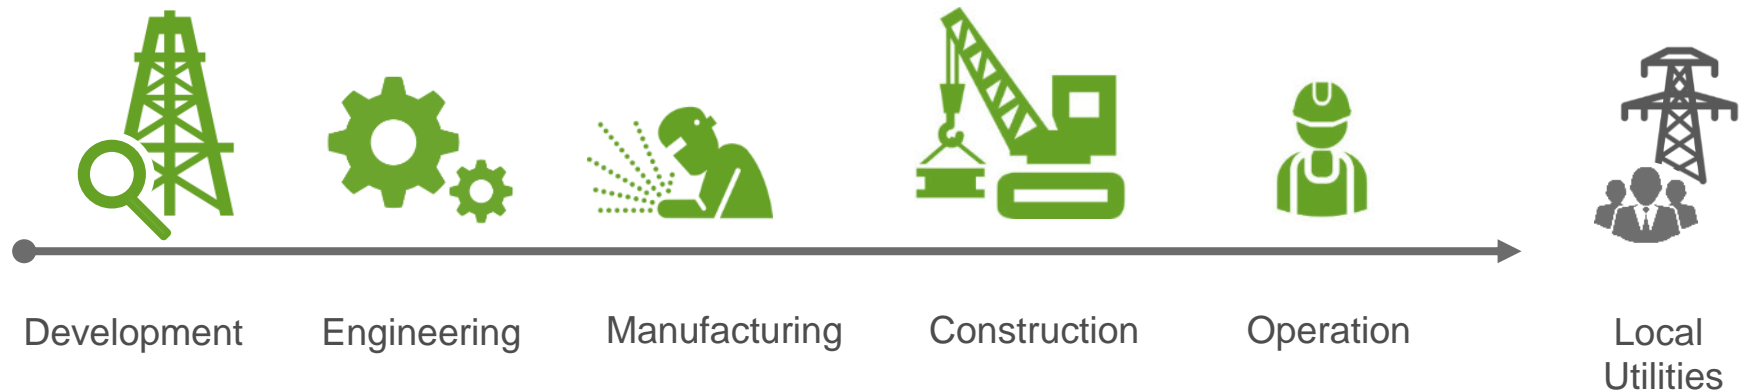 Development
Engineering
Manufacturing
Construction
Operation
Local
Utilities